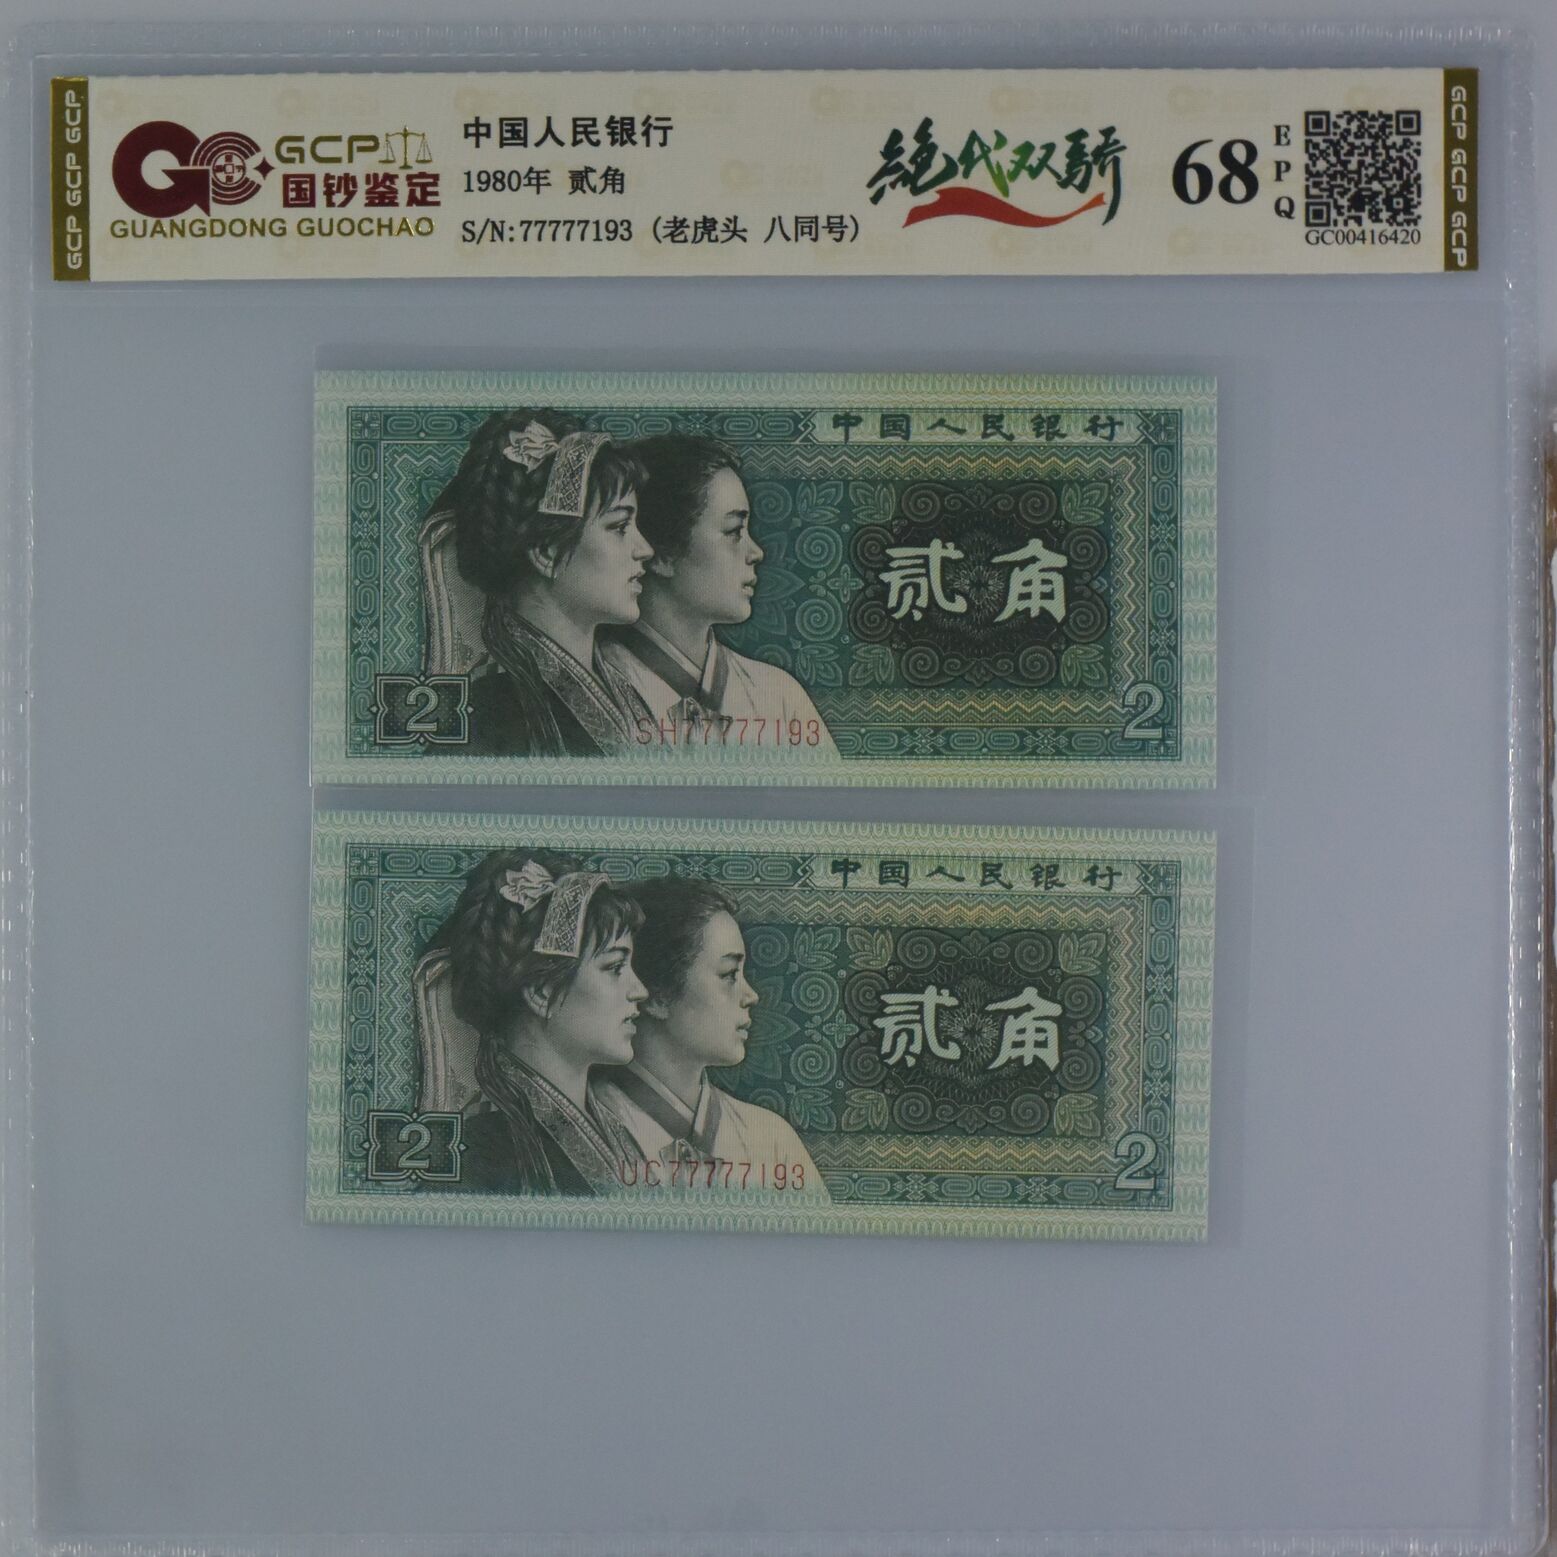 GCP GCP GCP
GCP
国钞鉴定
GUANGDONG GUOCHAO
中国人民银行
1980年 贰角
S/N:77777193 (老虎头 八同号)
絶代双骄
68
EPQ
GC00416420
GCP GCP GCP
中国人民银行
贰角
2
2
SH77777193
中国人民银行
贰角
2
2
UC77777193